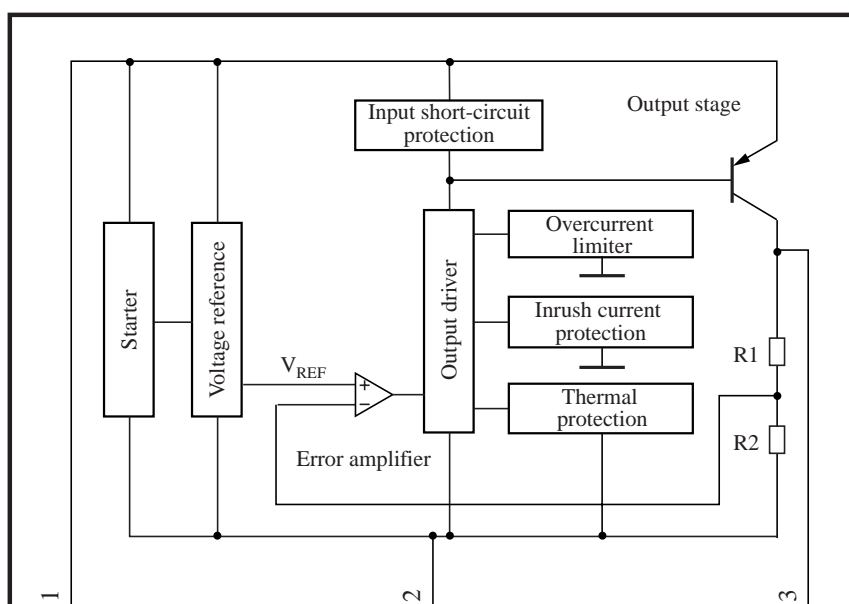 Input short-circuit
protection
Output stage
Starter
Voltage reference
Output driver
Overcurrent
limiter
Inrush current
protection
Thermal
protection
V_REF
+
−
Error amplifier
R1
R2
1
2
3